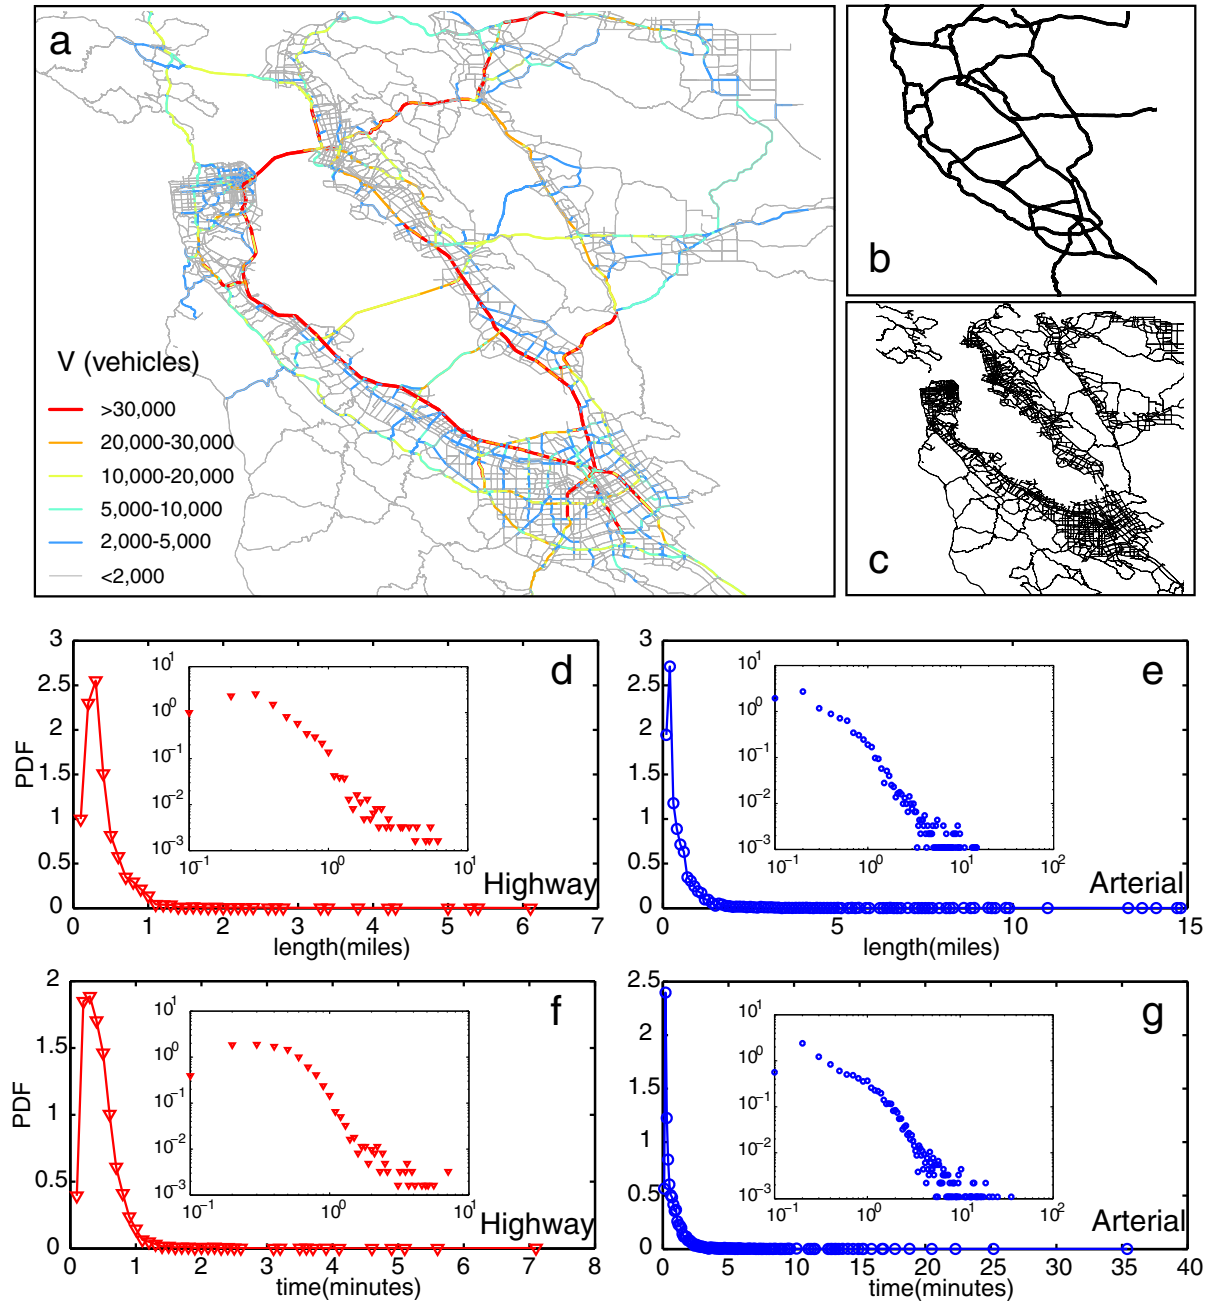 a
V (vehicles)
>30,000
20,000-30,000
10,000-20,000
5,000-10,000
2,000-5,000
<2,000
b
c
d
PDF
3
2.5
2
1.5
1
0.5
0
0 1 2 3 4 5 6 7
length(miles)
Highway
10^1
10^0
10^-1
10^-2
10^-3
10^-1 10^0 10^1
e
3
2.5
2
1.5
1
0.5
0
0 5 10 15
length(miles)
Arterial
10^1
10^0
10^-1
10^-2
10^-3
10^-1 10^0 10^1 10^2
f
PDF
2
1.5
1
0.5
0
0 1 2 3 4 5 6 7 8
time(minutes)
Highway
10^1
10^0
10^-1
10^-2
10^-3
10^-1 10^0 10^1
g
2.5
2
1.5
1
0.5
0
0 5 10 15 20 25 30 35 40
time(minutes)
Arterial
10^1
10^0
10^-1
10^-2
10^-3
10^-1 10^0 10^1 10^2